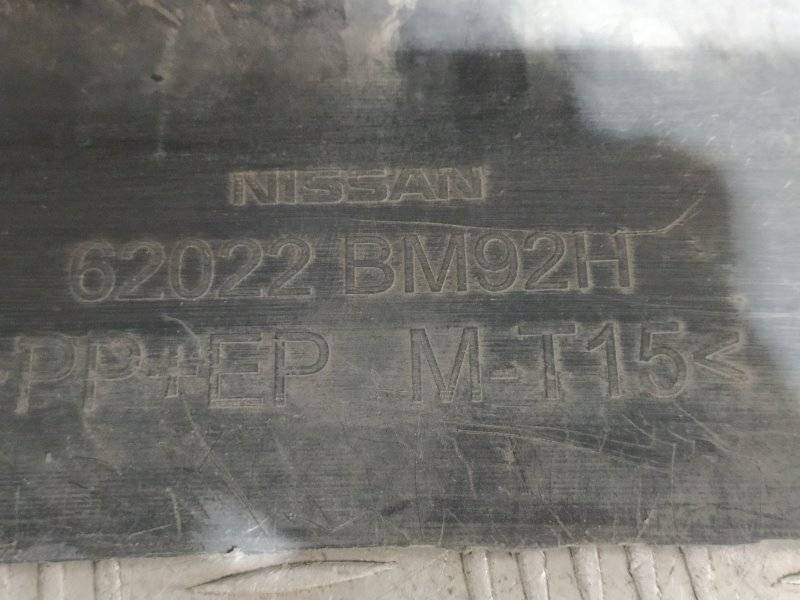 NISSAN
62022 BM92H
PP+EP M-T15<